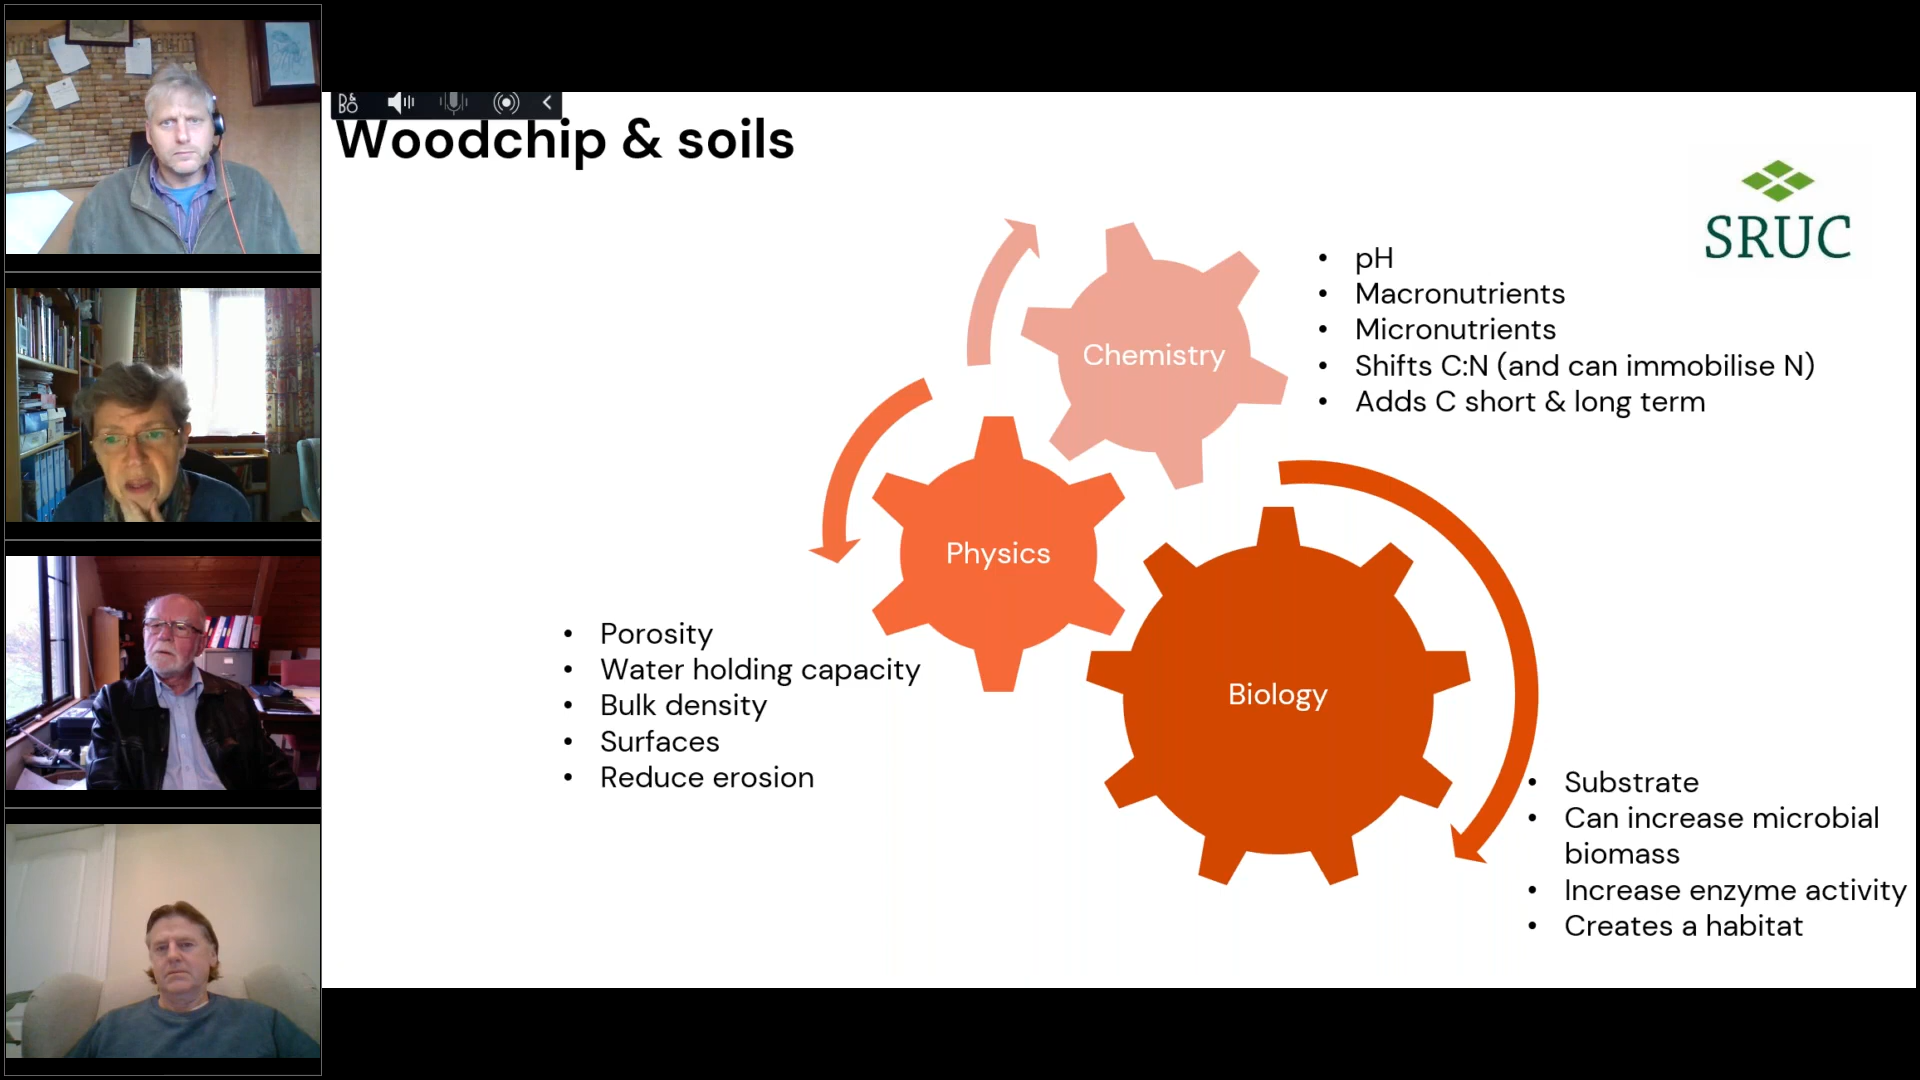 B&
BO
Woodchip & soils
SRUC
Chemistry
• pH
• Macronutrients
• Micronutrients
• Shifts C:N (and can immobilise N)
• Adds C short & long term
Physics
• Porosity
• Water holding capacity
• Bulk density
• Surfaces
• Reduce erosion
Biology
• Substrate
• Can increase microbial
biomass
• Increase enzyme activity
• Creates a habitat